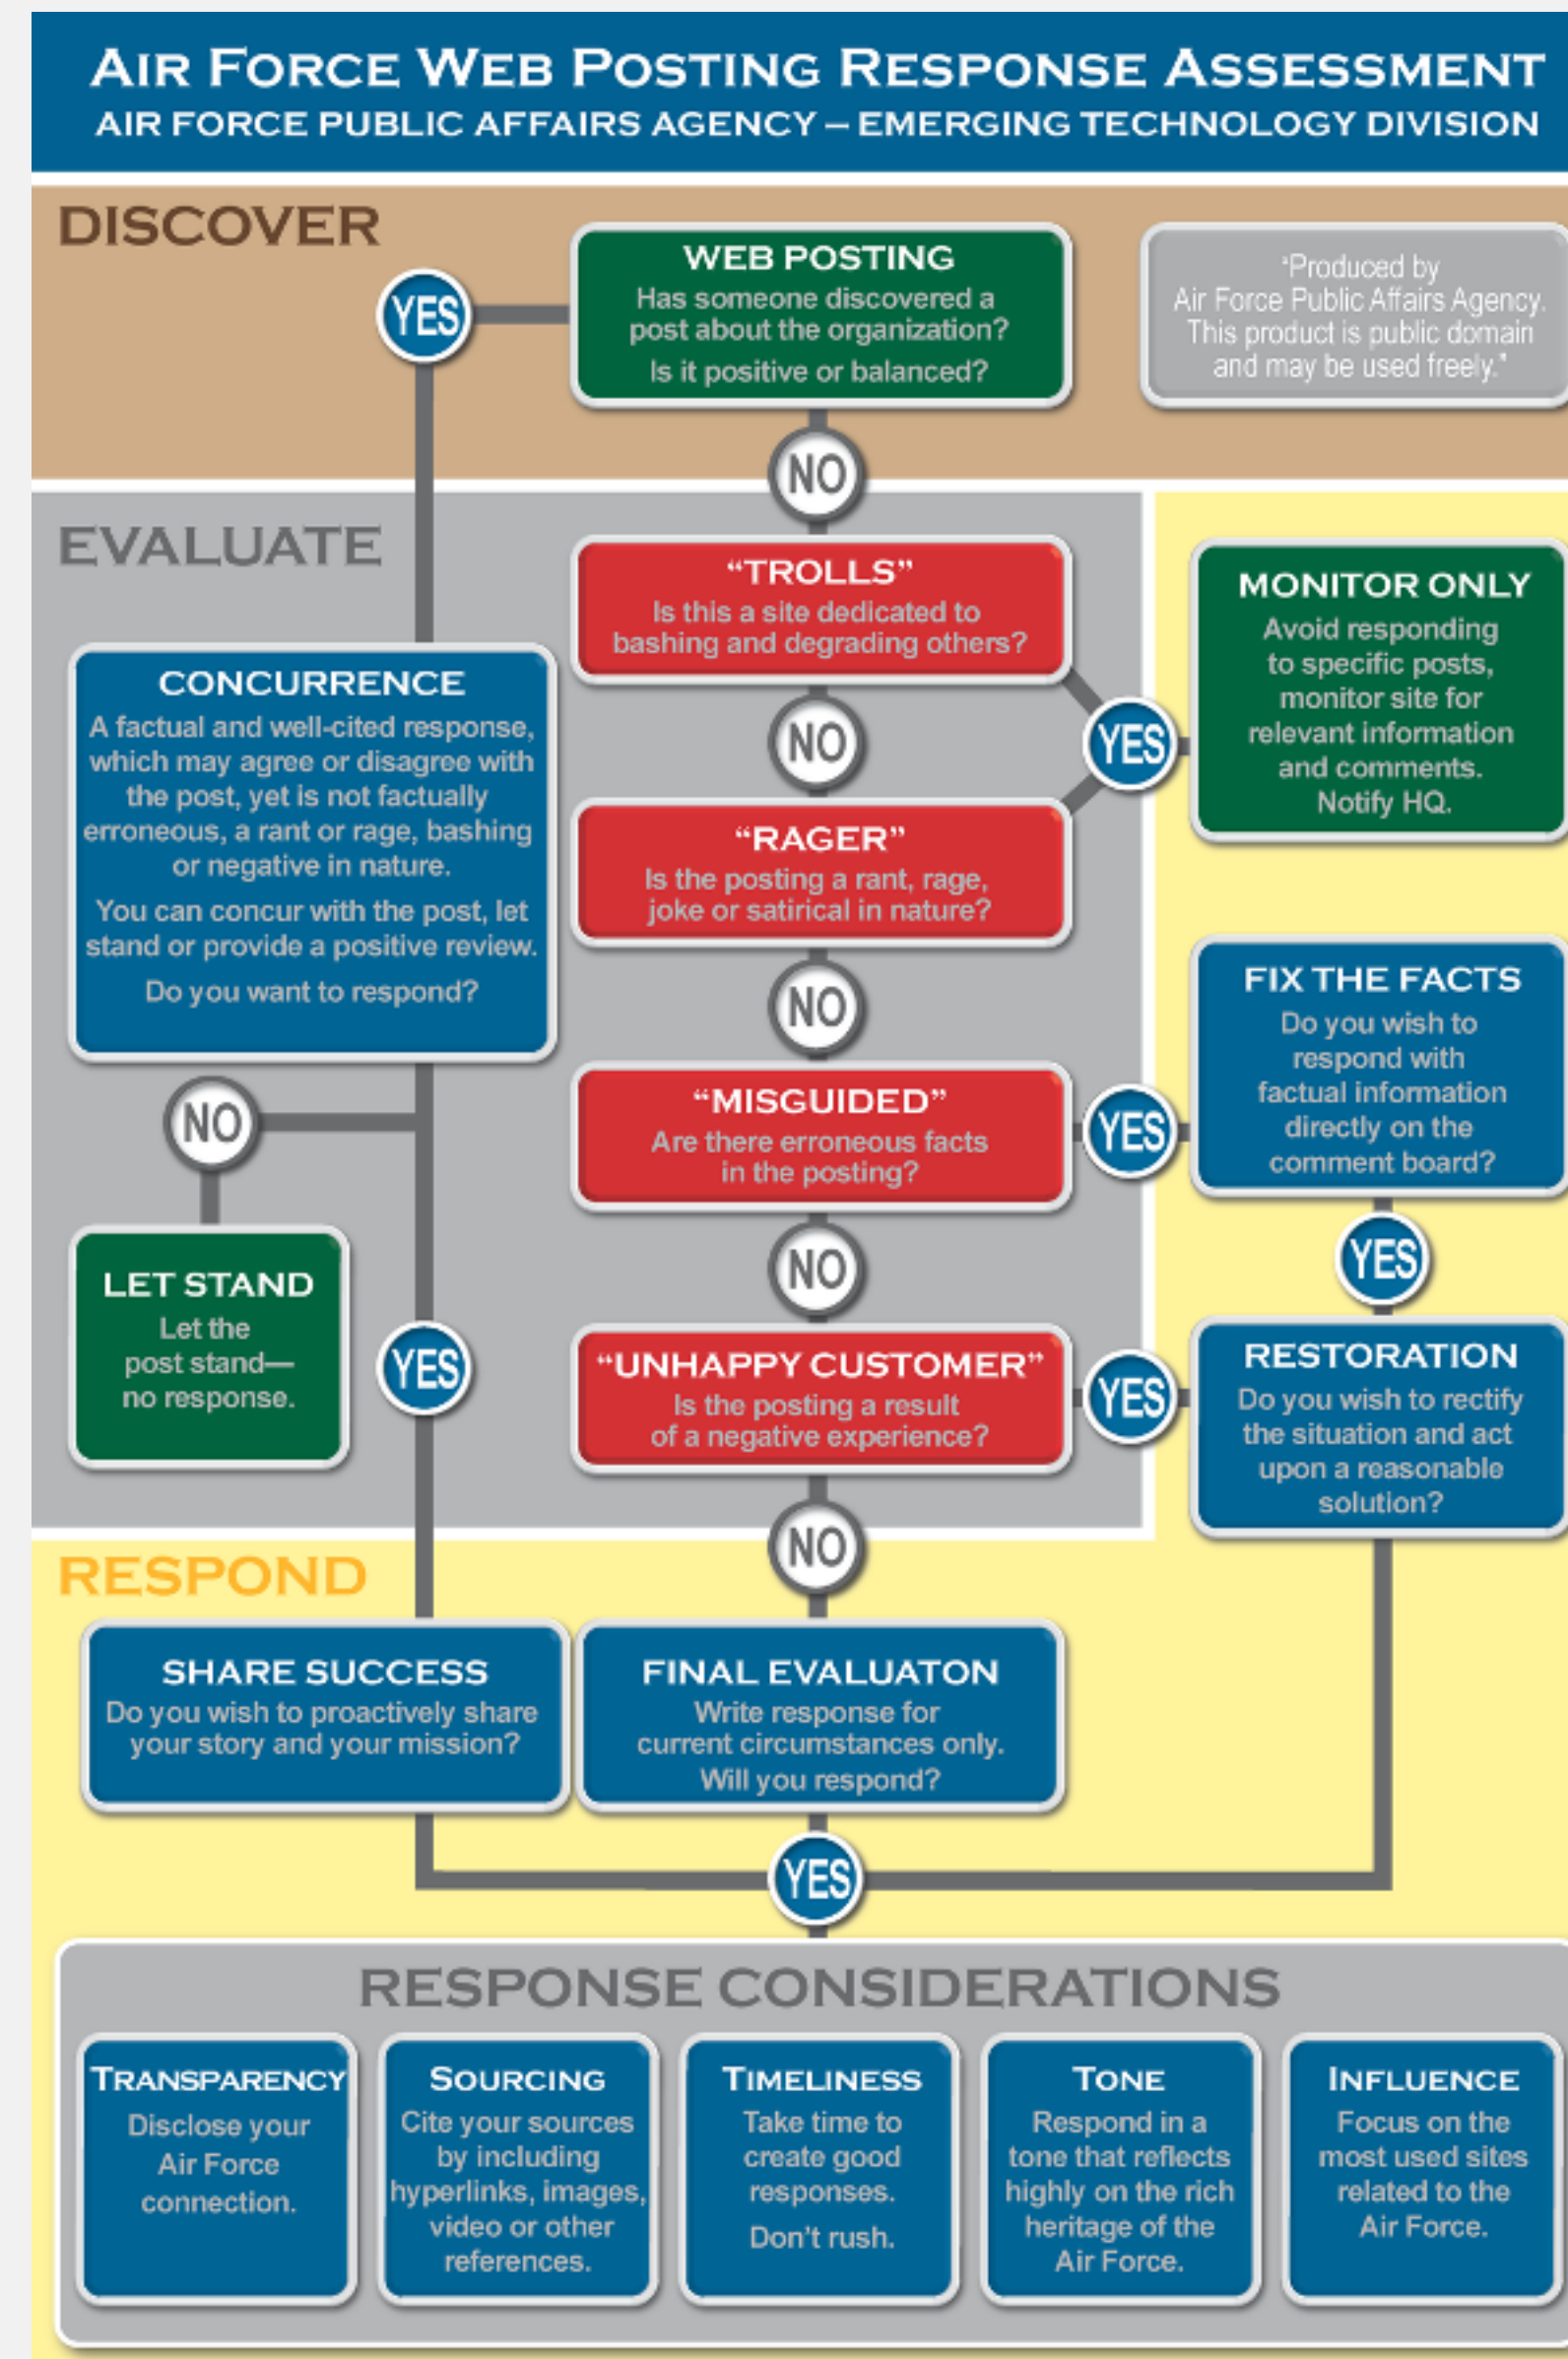 AIR FORCE WEB POSTING RESPONSE ASSESSMENT
AIR FORCE PUBLIC AFFAIRS AGENCY – EMERGING TECHNOLOGY DIVISION
DISCOVER
WEB POSTING
Has someone discovered a
post about the organization?
Is it positive or balanced?
YES
"Produced by
Air Force Public Affairs Agency.
This product is public domain
and may be used freely."
NO
EVALUATE
"TROLLS"
Is this a site dedicated to
bashing and degrading others?
NO
YES
MONITOR ONLY
Avoid responding
to specific posts,
monitor site for
relevant information
and comments.
Notify HQ.
CONCURRENCE
A factual and well-cited response,
which may agree or disagree with
the post, yet is not factually
erroneous, a rant or rage, bashing
or negative in nature.
You can concur with the post, let
stand or provide a positive review.
Do you want to respond?
"RAGER"
Is the posting a rant, rage,
joke or satirical in nature?
NO
"MISGUIDED"
Are there erroneous facts
in the posting?
YES
FIX THE FACTS
Do you wish to
respond with
factual information
directly on the
comment board?
NO
LET STAND
Let the
post stand—
no response.
YES
NO
YES
"UNHAPPY CUSTOMER"
Is the posting a result
of a negative experience?
YES
RESTORATION
Do you wish to rectify
the situation and act
upon a reasonable
solution?
NO
RESPOND
SHARE SUCCESS
Do you wish to proactively share
your story and your mission?
FINAL EVALUATON
Write response for
current circumstances only.
Will you respond?
YES
RESPONSE CONSIDERATIONS
TRANSPARENCY
Disclose your
Air Force
connection.
SOURCING
Cite your sources
by including
hyperlinks, images,
video or other
references.
TIMELINESS
Take time to
create good
responses.
Don't rush.
TONE
Respond in a
tone that reflects
highly on the rich
heritage of the
Air Force.
INFLUENCE
Focus on the
most used sites
related to the
Air Force.